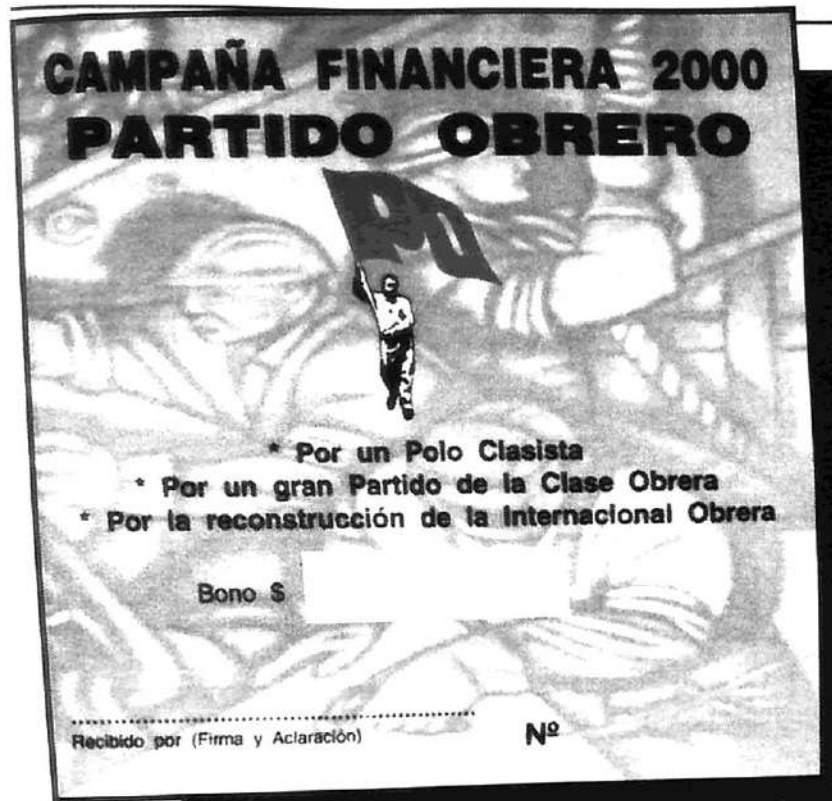 CAMPAÑA FINANCIERA 2000
PARTIDO OBRERO
PO
* Por un Polo Clasista
* Por un gran Partido de la Clase Obrera
* Por la reconstrucción de la Internacional Obrera
Bono $
Recibido por (Firma y Aclaración)
Nº